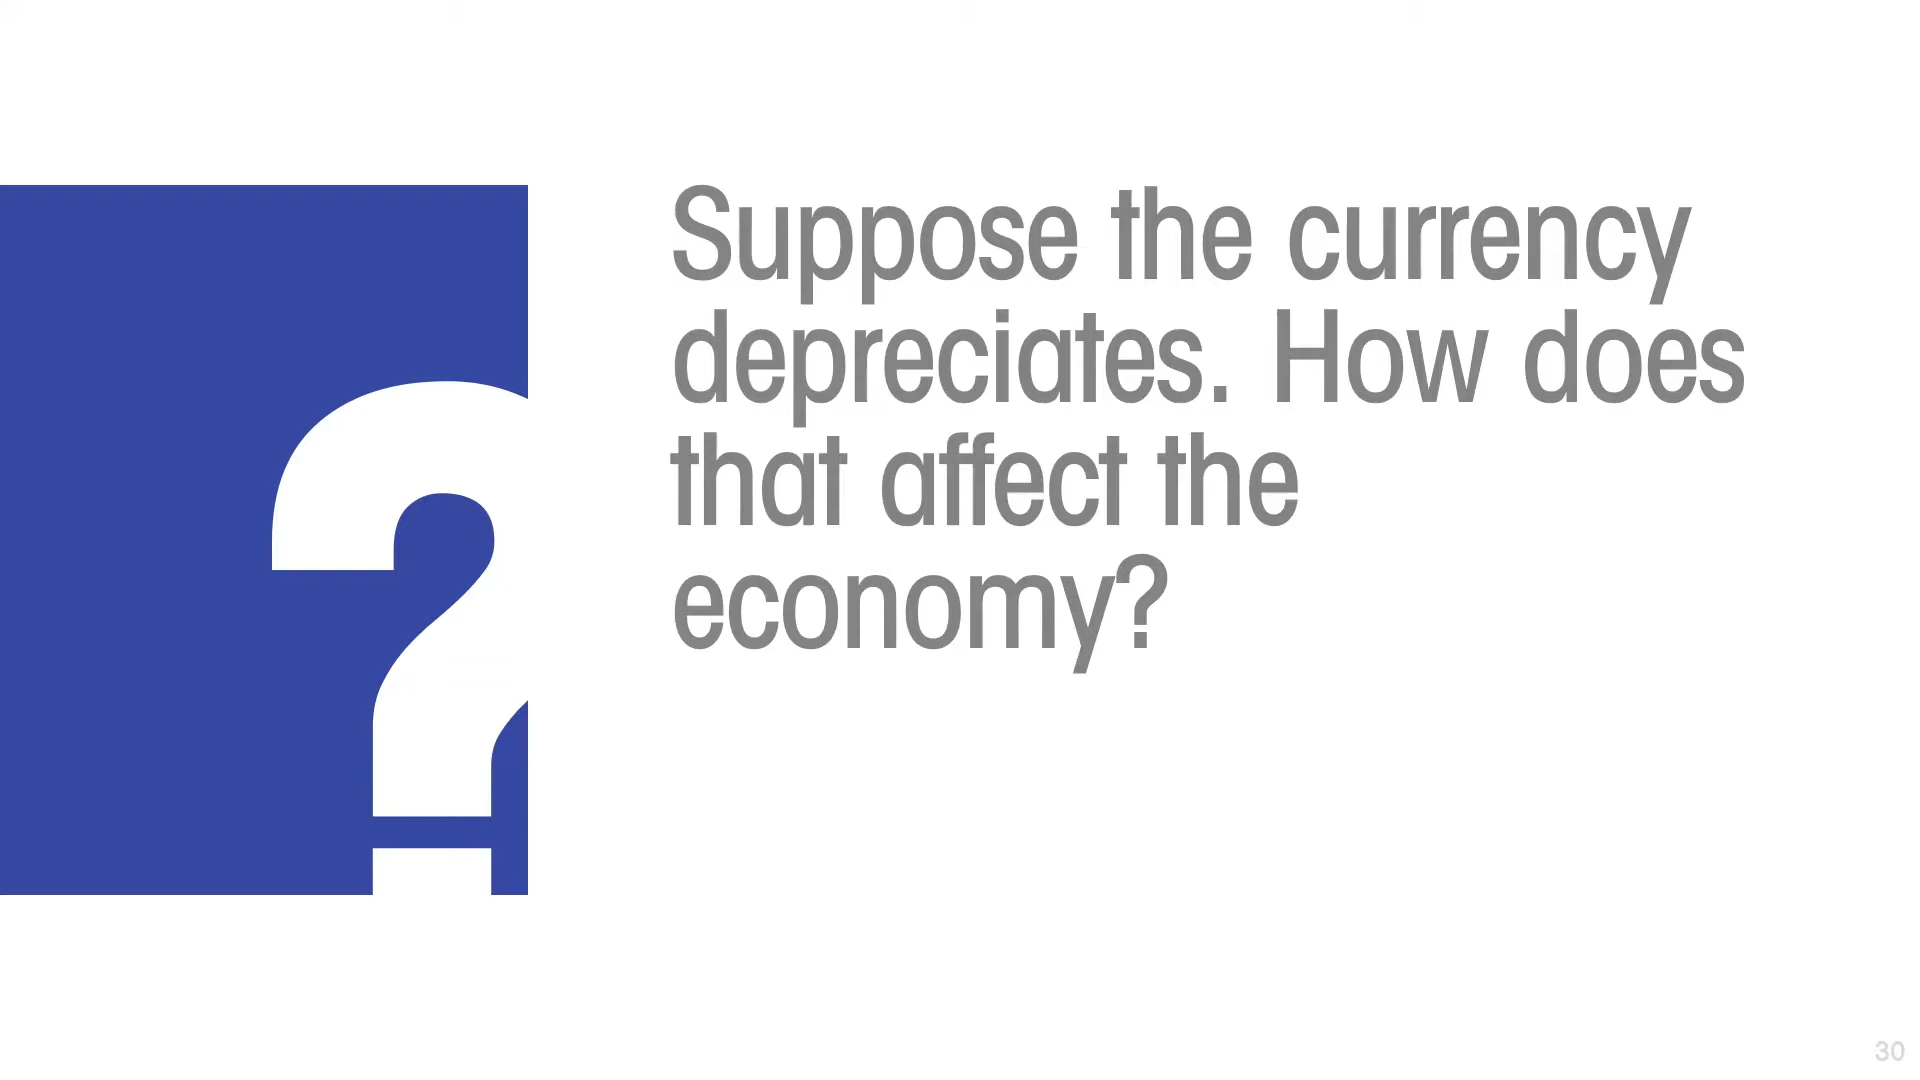 Suppose the currency
depreciates. How does
that affect the
economy?
30